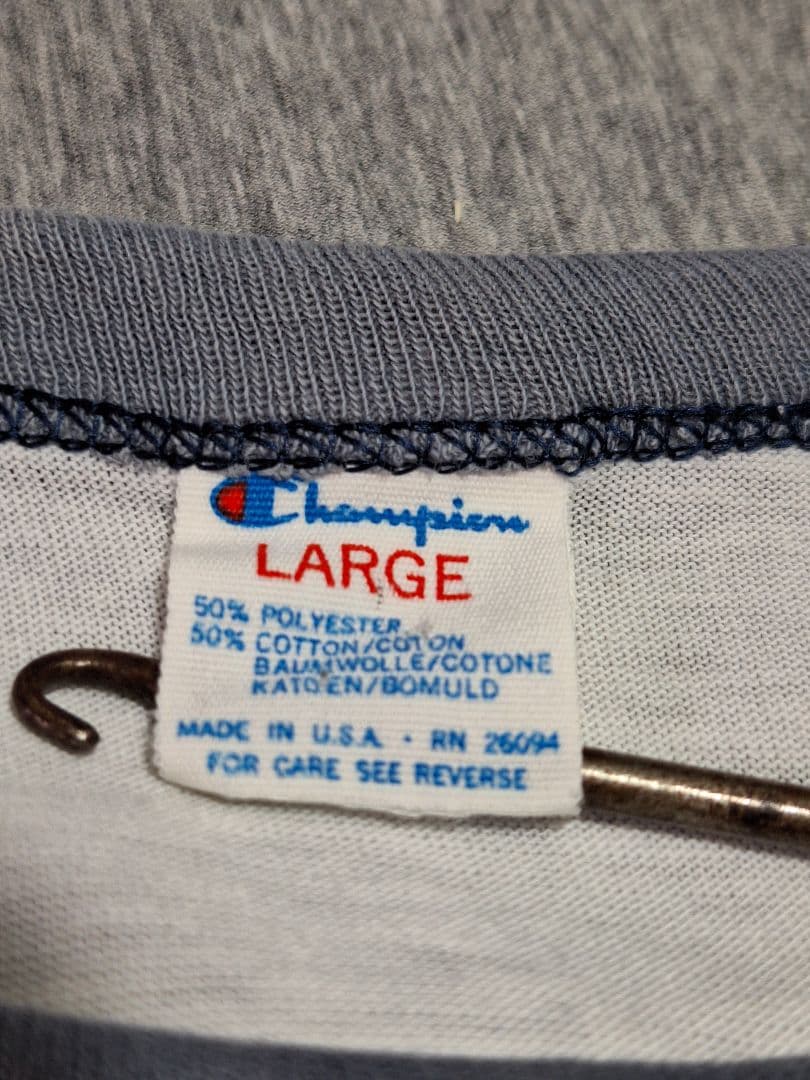 Champion
LARGE
50% POLYESTER
50% COTTON/COTON
BAUMWOLLE/COTONE
KATOEN/BOMULD
MADE IN U.S.A. • RN 26094
FOR CARE SEE REVERSE